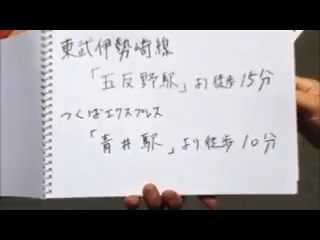 東武伊勢崎線
「五反野駅」より徒歩15分
つくばエクスプレス
「青井駅」より徒歩10分